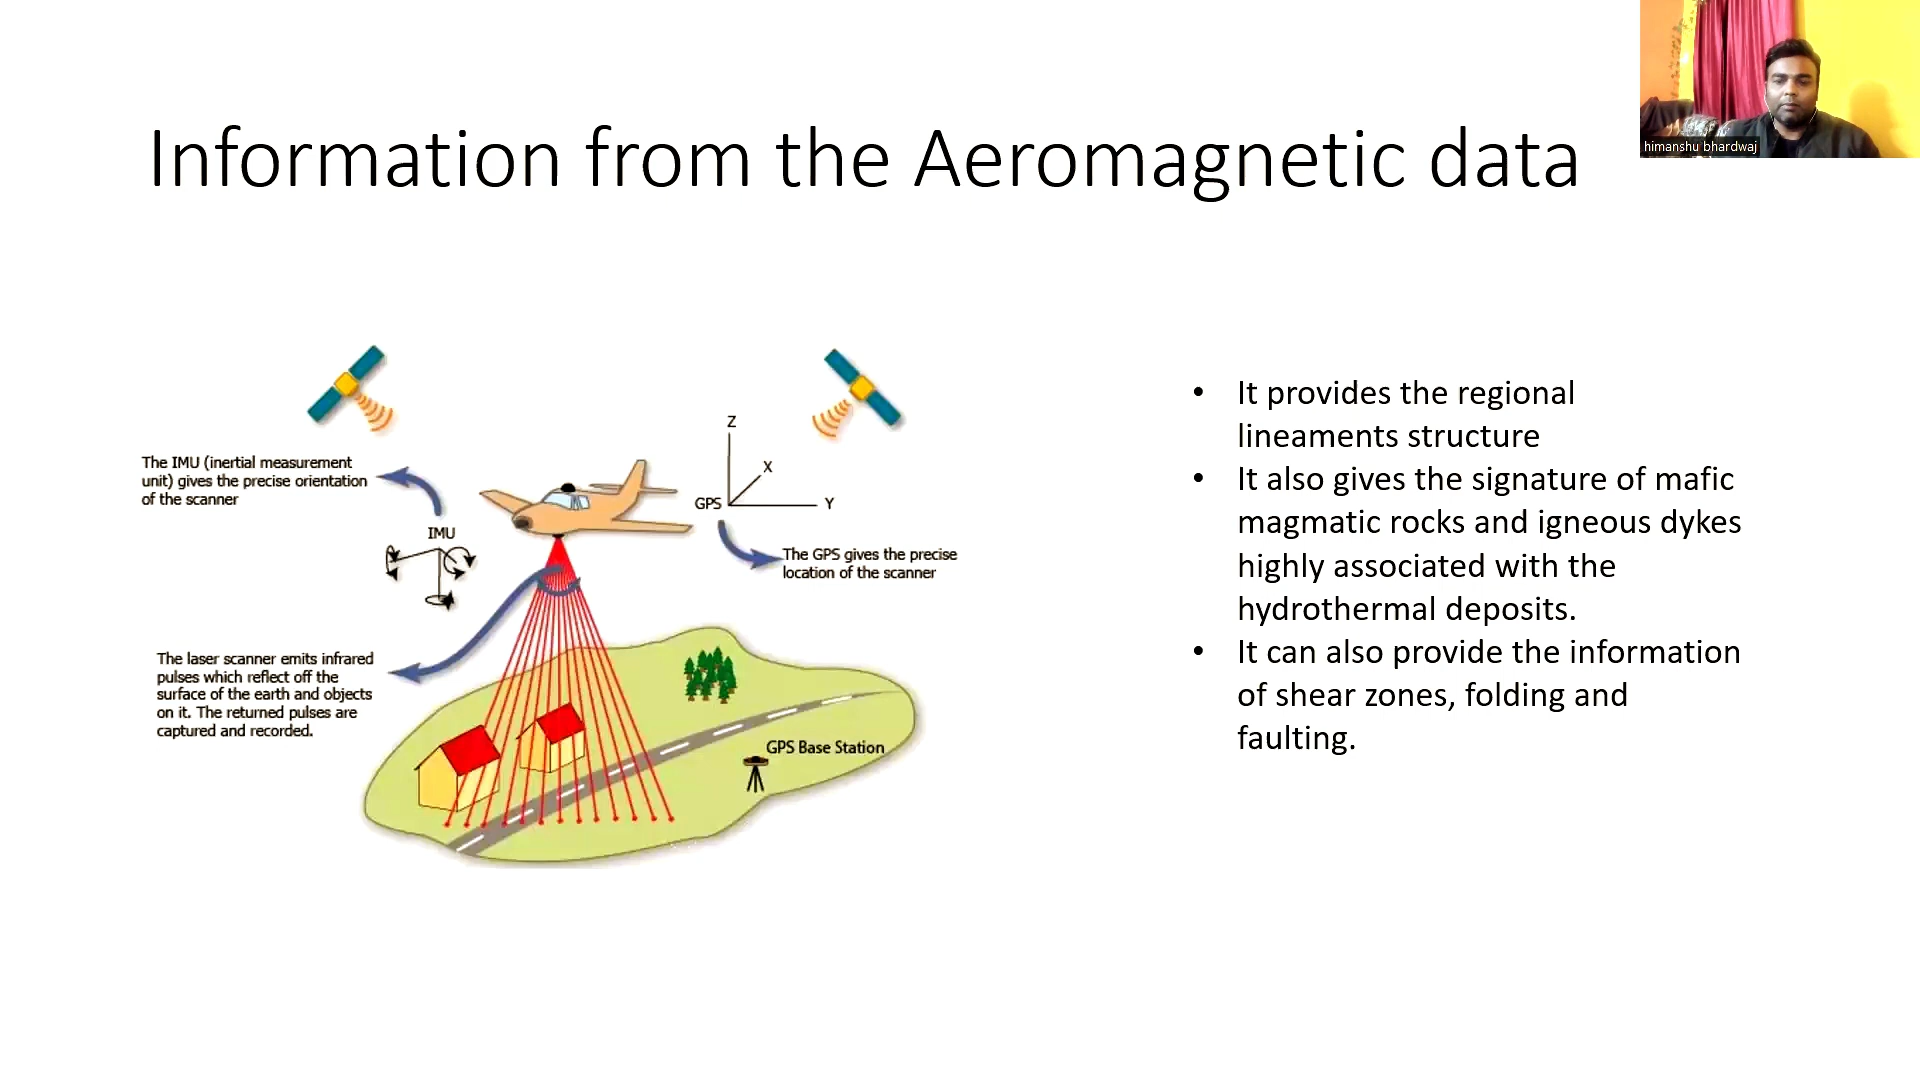 Information from the Aeromagnetic data
himanshu bhardwaj
The IMU (inertial measurement
unit) gives the precise orientation
of the scanner
IMU
Z
X
Y
GPS
The GPS gives the precise
location of the scanner
The laser scanner emits infrared
pulses which reflect off the
surface of the earth and objects
on it. The returned pulses are
captured and recorded.
GPS Base Station
• It provides the regional
lineaments structure
• It also gives the signature of mafic
magmatic rocks and igneous dykes
highly associated with the
hydrothermal deposits.
• It can also provide the information
of shear zones, folding and
faulting.